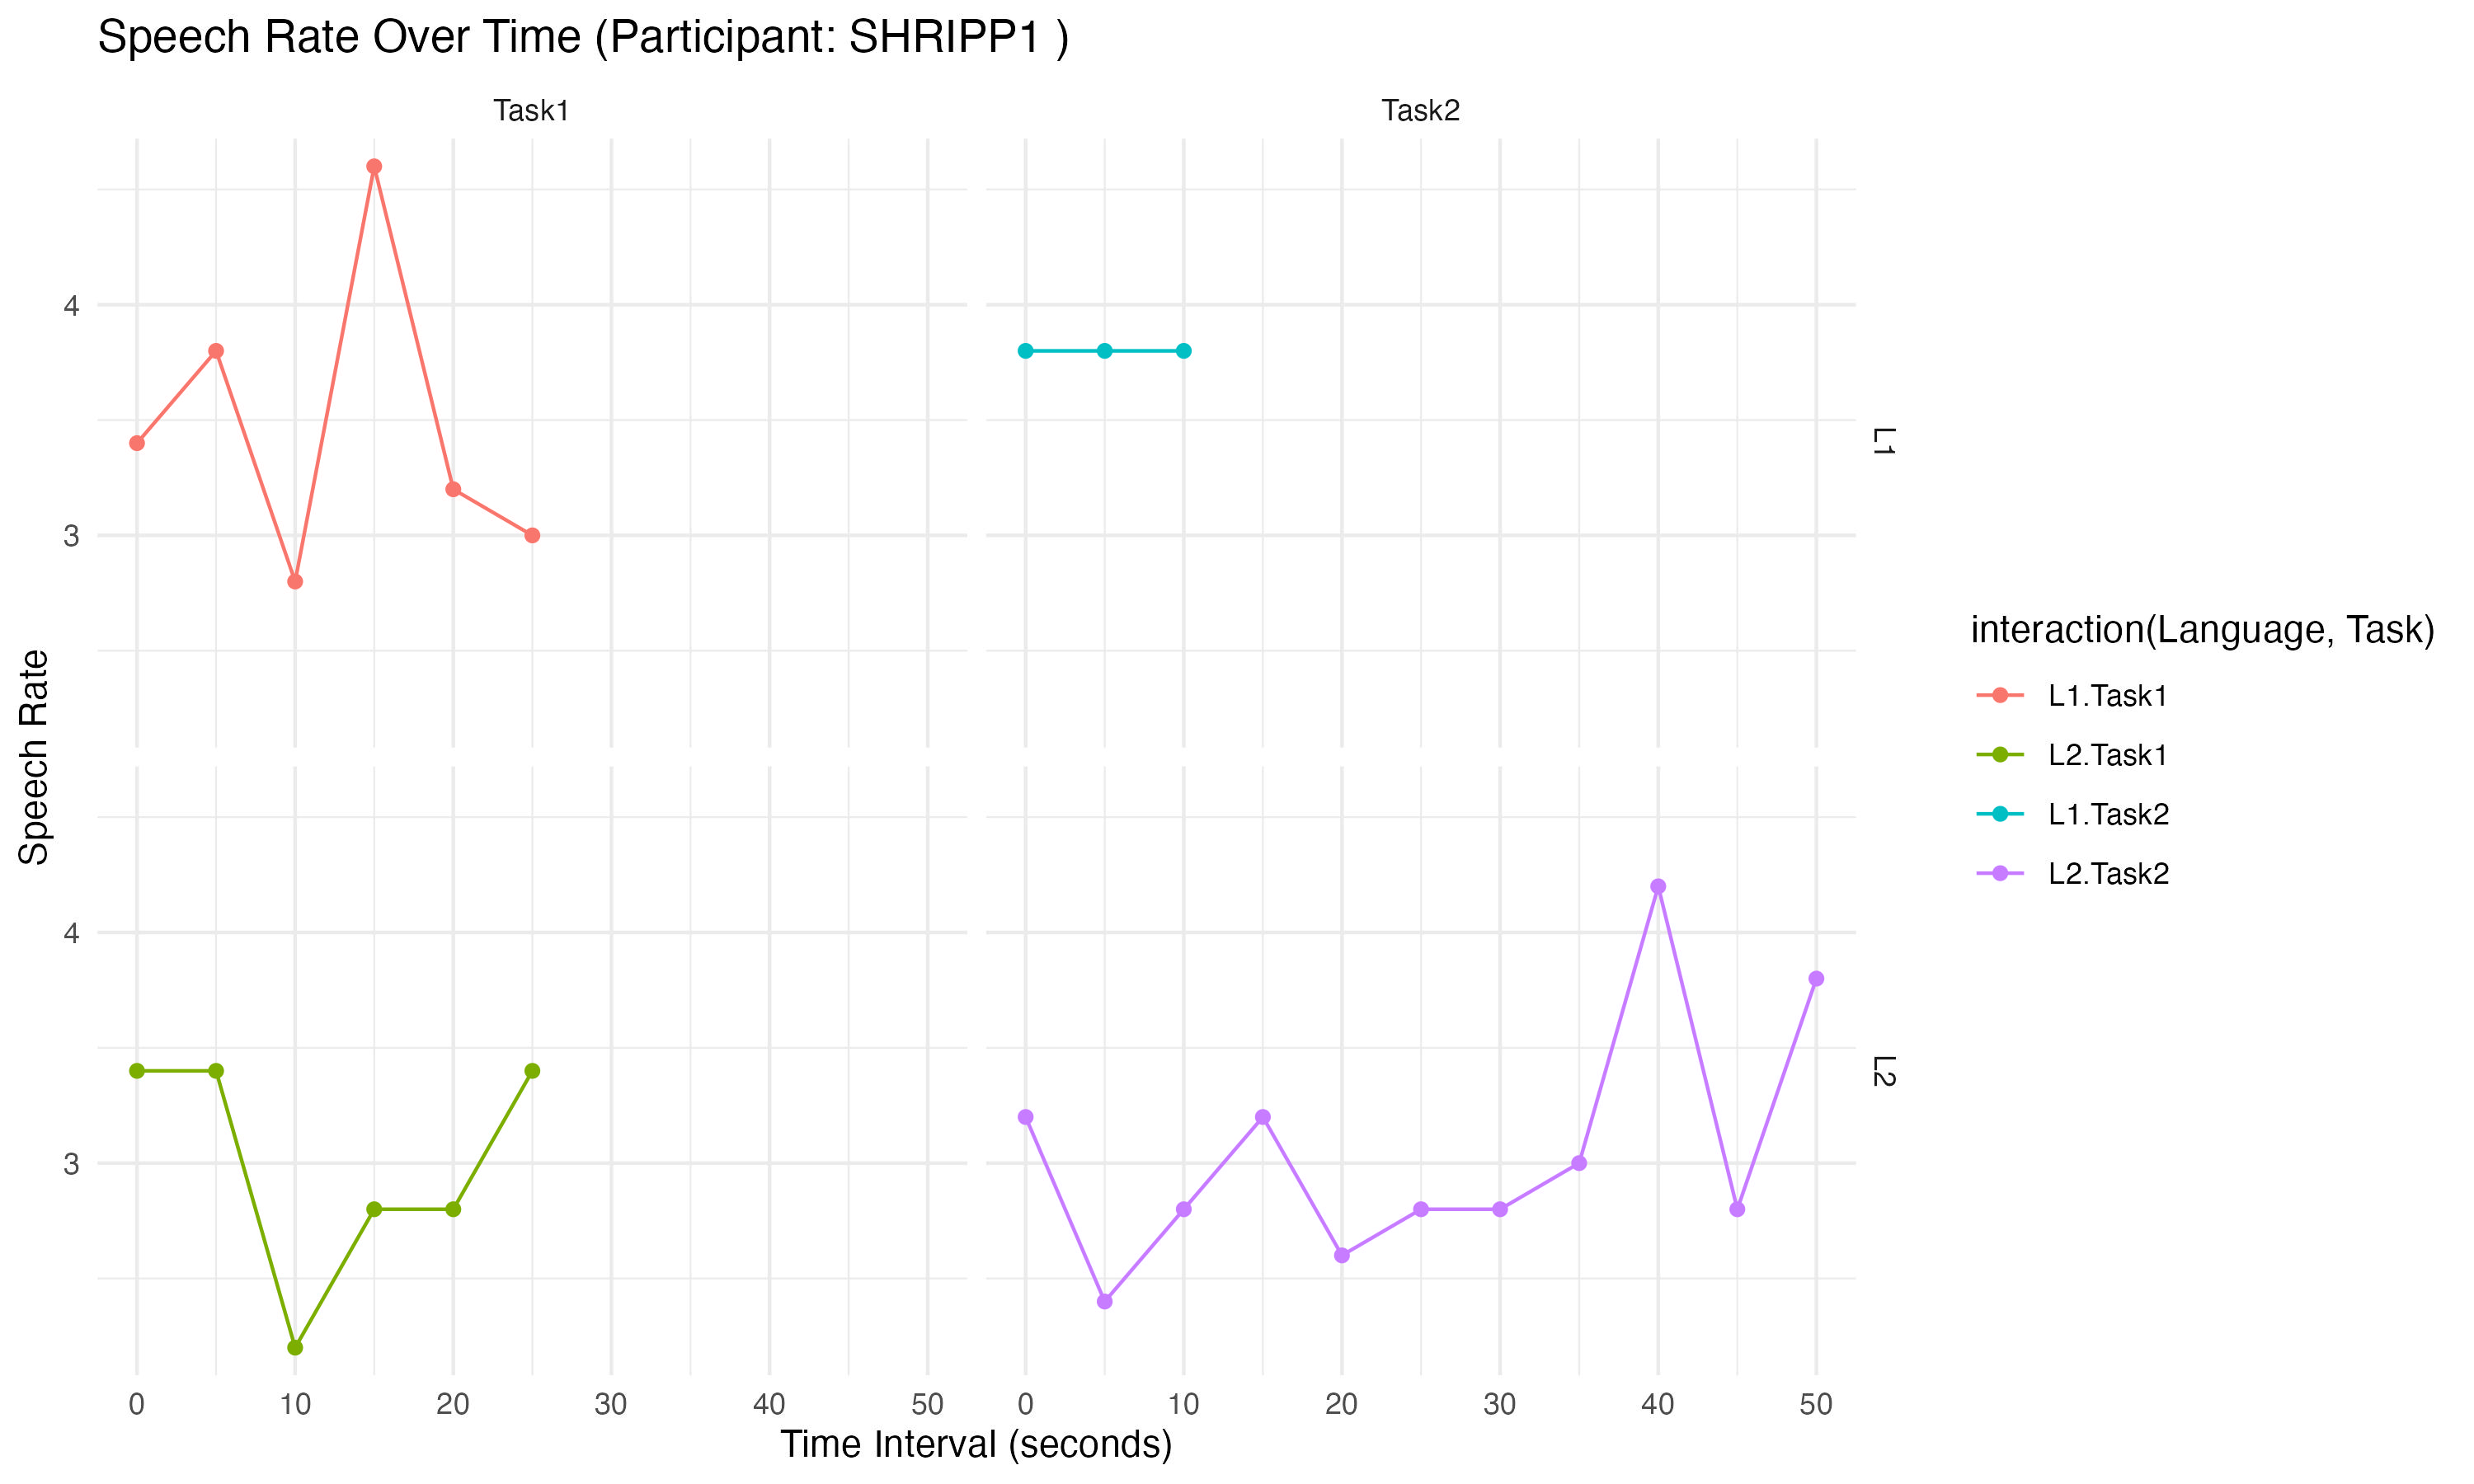 Speech Rate Over Time (Participant: SHRIPP1 )
Task1
Task2
4
3
L1
Speech Rate
4
3
L2
0 10 20 30 40 50
0 10 20 30 40 50
Time Interval (seconds)
interaction(Language, Task)
L1.Task1
L2.Task1
L1.Task2
L2.Task2